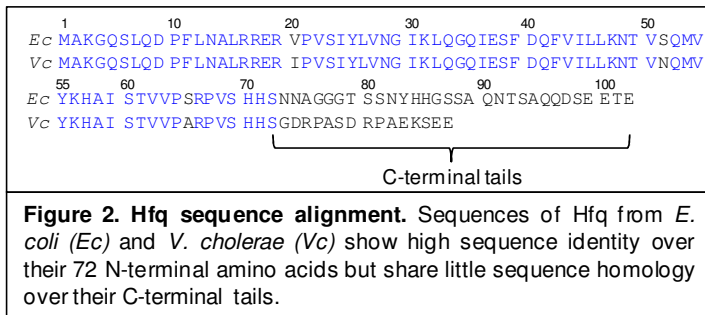 1 10 20 30 40 50
Ec MAKGQSLQD PFLNALRRER VPVSIYLVNG IKLQGQIESF DQFVILLKNT VSQMV
Vc MAKGQSLQD PFLNALRRER IPVSIYLVNG IKLQGQIESF DQFVILLKNT VNQMV
55 60 70 80 90 100
Ec YKHAI STVVPSRPVS HHSNNAGGGT SSNYHHGSSA QNTSAQQDSE ETE
Vc YKHAI STVVPARPVS HHSGDRPASD RPAEKSEE
C-terminal tails
Figure 2. Hfq sequence alignment. Sequences of Hfq from E.
coli (Ec) and V. cholerae (Vc) show high sequence identity over
their 72 N-terminal amino acids but share little sequence homology
over their C-terminal tails.